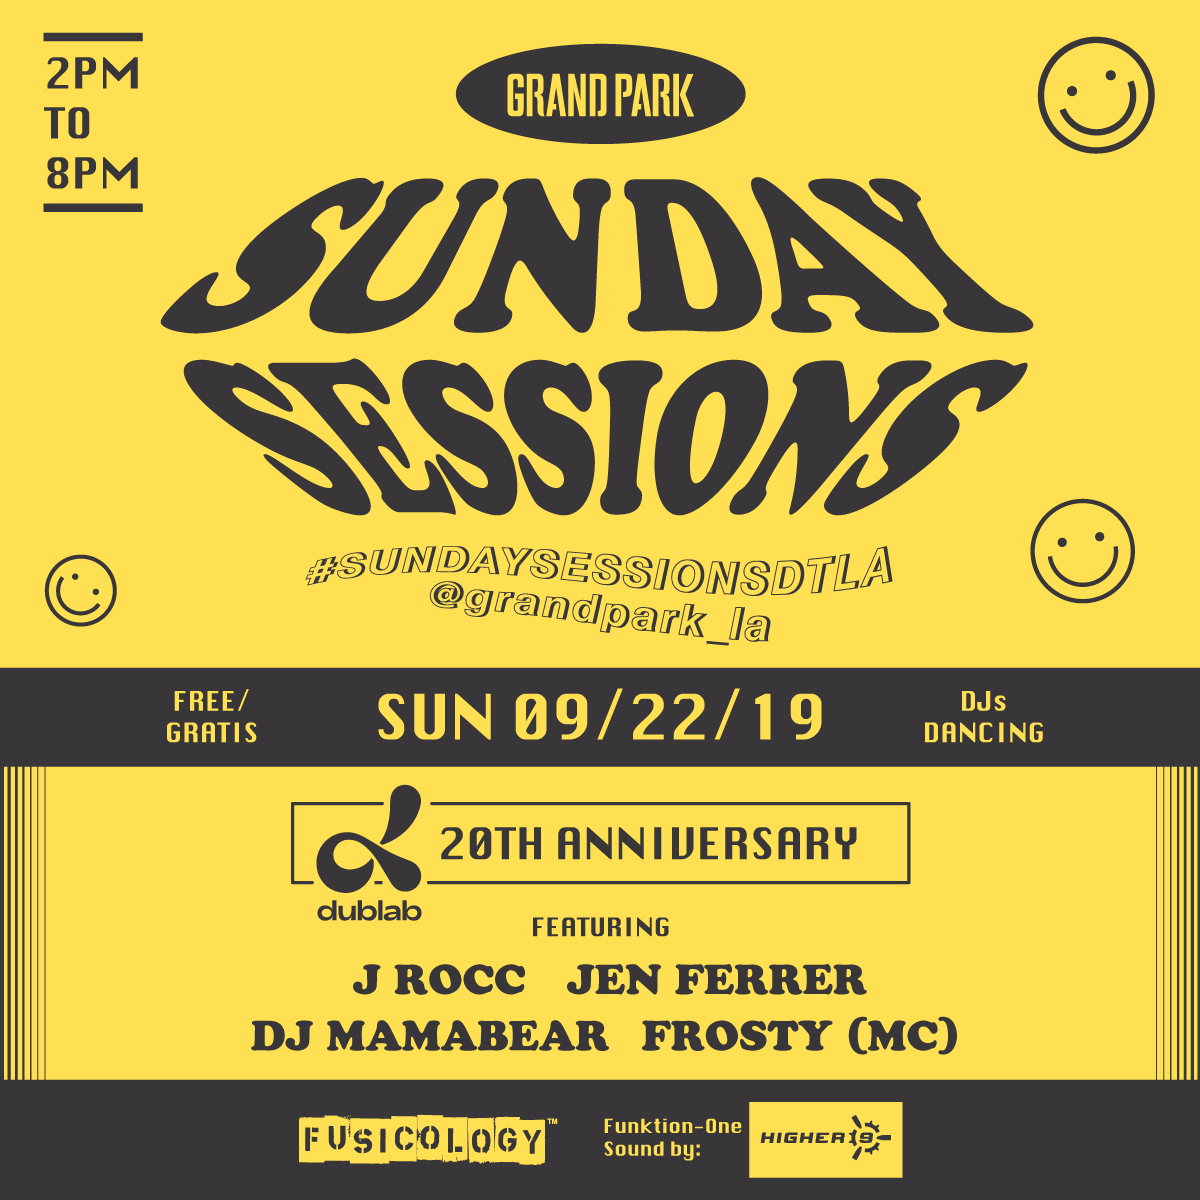 2PM
TO
8PM
GRAND PARK
SUNDAY
SESSIONS
#SUNDAYSESSIONSDTLA
@grandpark_la
FREE/
GRATIS
SUN 09/22/19
DJs
DANCING
20TH ANNIVERSARY
dublab
FEATURING
J ROCC JEN FERRER
DJ MAMABEAR FROSTY (MC)
FUSICOLOGY™
Funktion-One
Sound by:
HIGHER 9